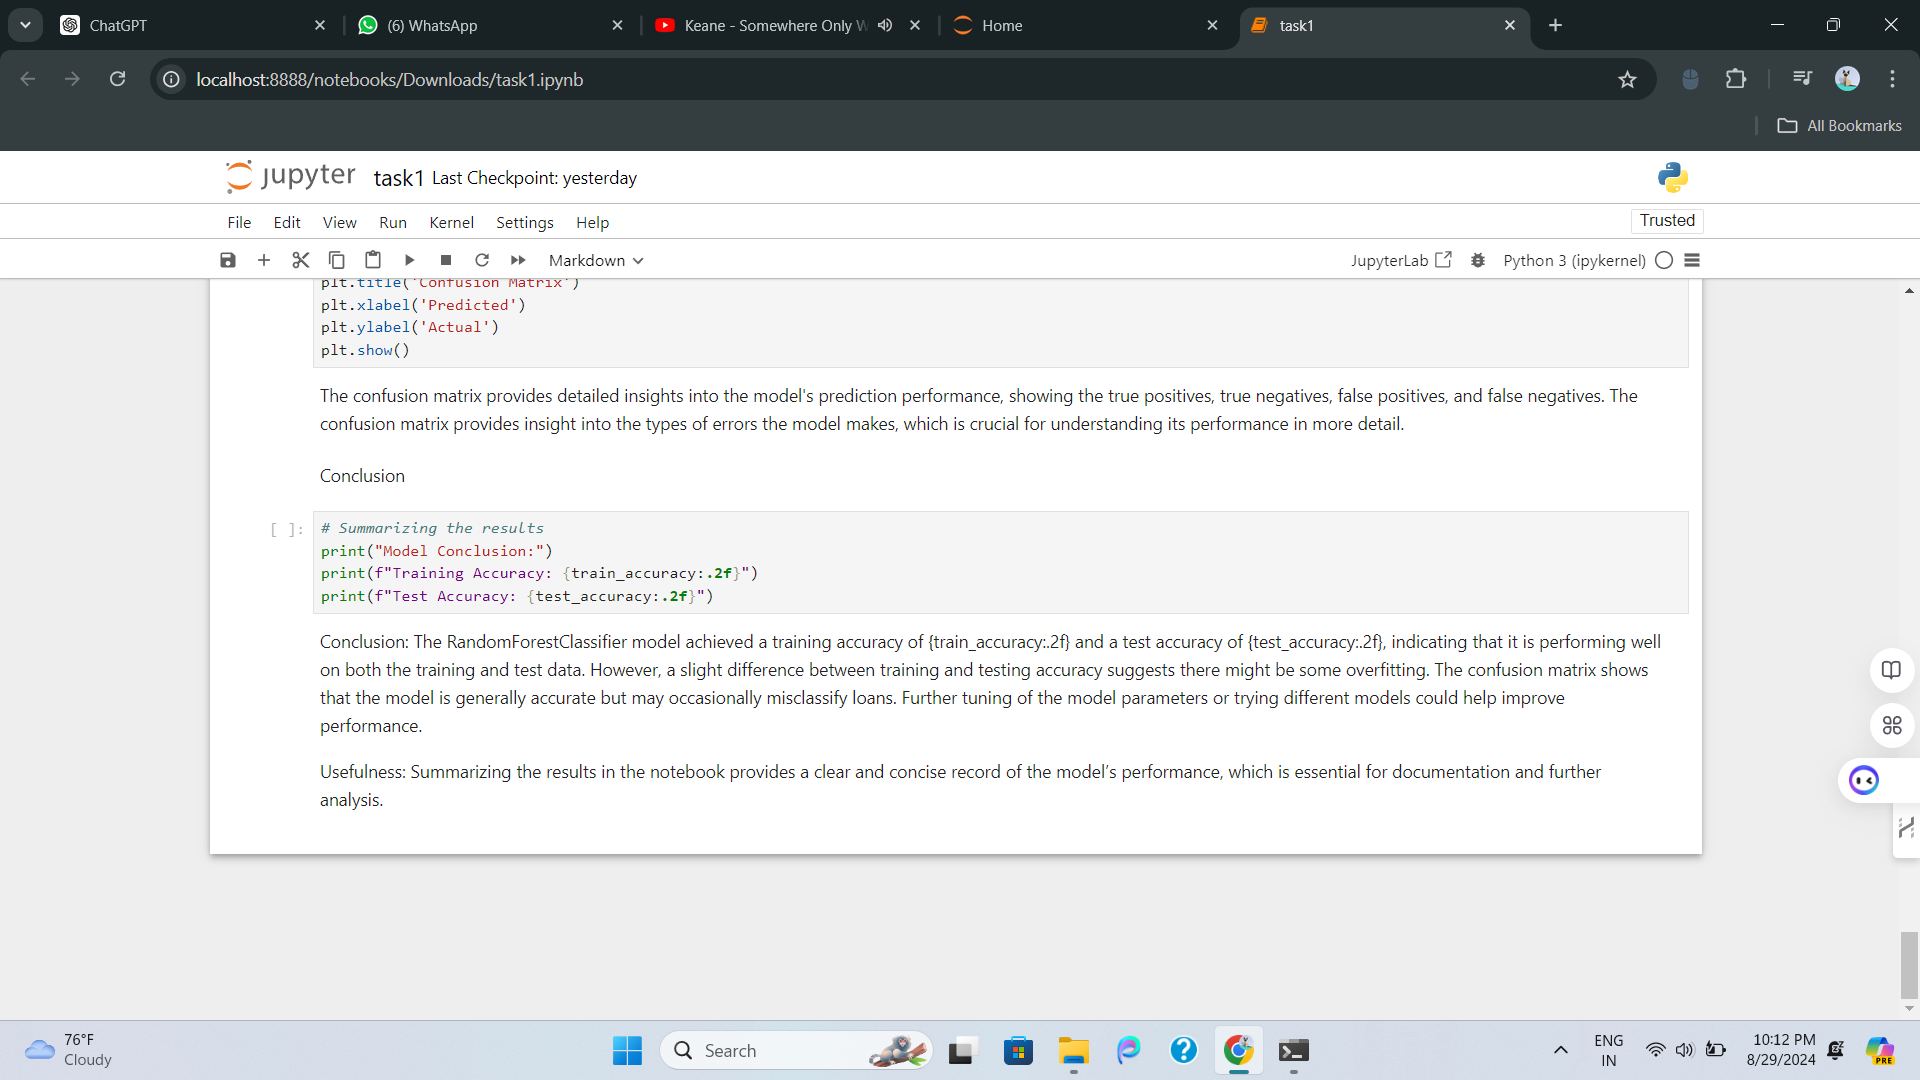 ChatGPT
(6) WhatsApp
Keane - Somewhere Only W
Home
task1
localhost:8888/notebooks/Downloads/task1.ipynb
All Bookmarks
jupyter task1 Last Checkpoint: yesterday
File Edit View Run Kernel Settings Help
Trusted
Markdown
JupyterLab
Python 3 (ipykernel)
plt.title('Confusion Matrix')
plt.xlabel('Predicted')
plt.ylabel('Actual')
plt.show()
The confusion matrix provides detailed insights into the model's prediction performance, showing the true positives, true negatives, false positives, and false negatives. The
confusion matrix provides insight into the types of errors the model makes, which is crucial for understanding its performance in more detail.
Conclusion
[ ]:
# Summarizing the results
print("Model Conclusion:")
print(f"Training Accuracy: {train_accuracy:.2f}")
print(f"Test Accuracy: {test_accuracy:.2f}")
Conclusion: The RandomForestClassifier model achieved a training accuracy of {train_accuracy:.2f} and a test accuracy of {test_accuracy:.2f}, indicating that it is performing well
on both the training and test data. However, a slight difference between training and testing accuracy suggests there might be some overfitting. The confusion matrix shows
that the model is generally accurate but may occasionally misclassify loans. Further tuning of the model parameters or trying different models could help improve
performance.
Usefulness: Summarizing the results in the notebook provides a clear and concise record of the model’s performance, which is essential for documentation and further
analysis.
76°F
Cloudy
Search
ENG
IN
10:12 PM
8/29/2024
PRE